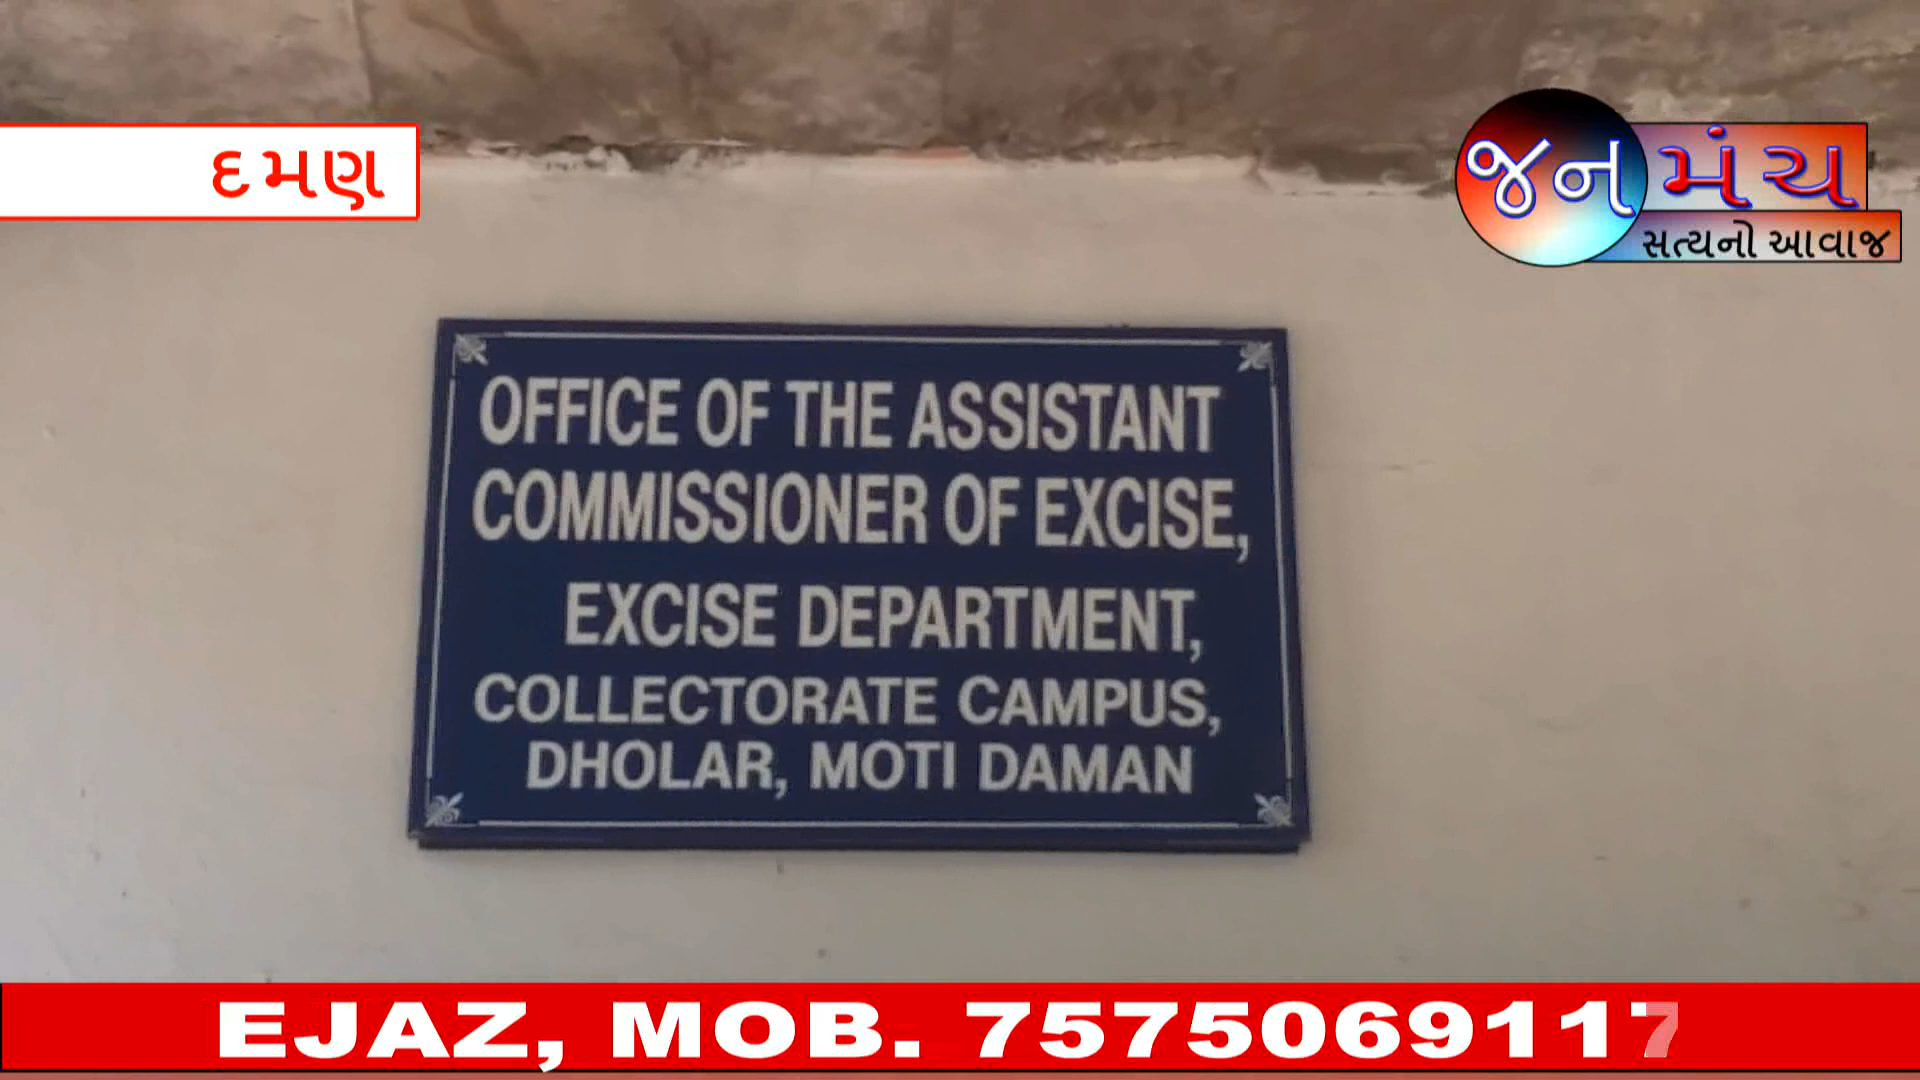 દમણ
જન મંચ
સત્યનો આવાજ
OFFICE OF THE ASSISTANT
COMMISSIONER OF EXCISE,
EXCISE DEPARTMENT,
COLLECTORATE CAMPUS,
DHOLAR, MOTI DAMAN
EJAZ, MOB. 7575069117